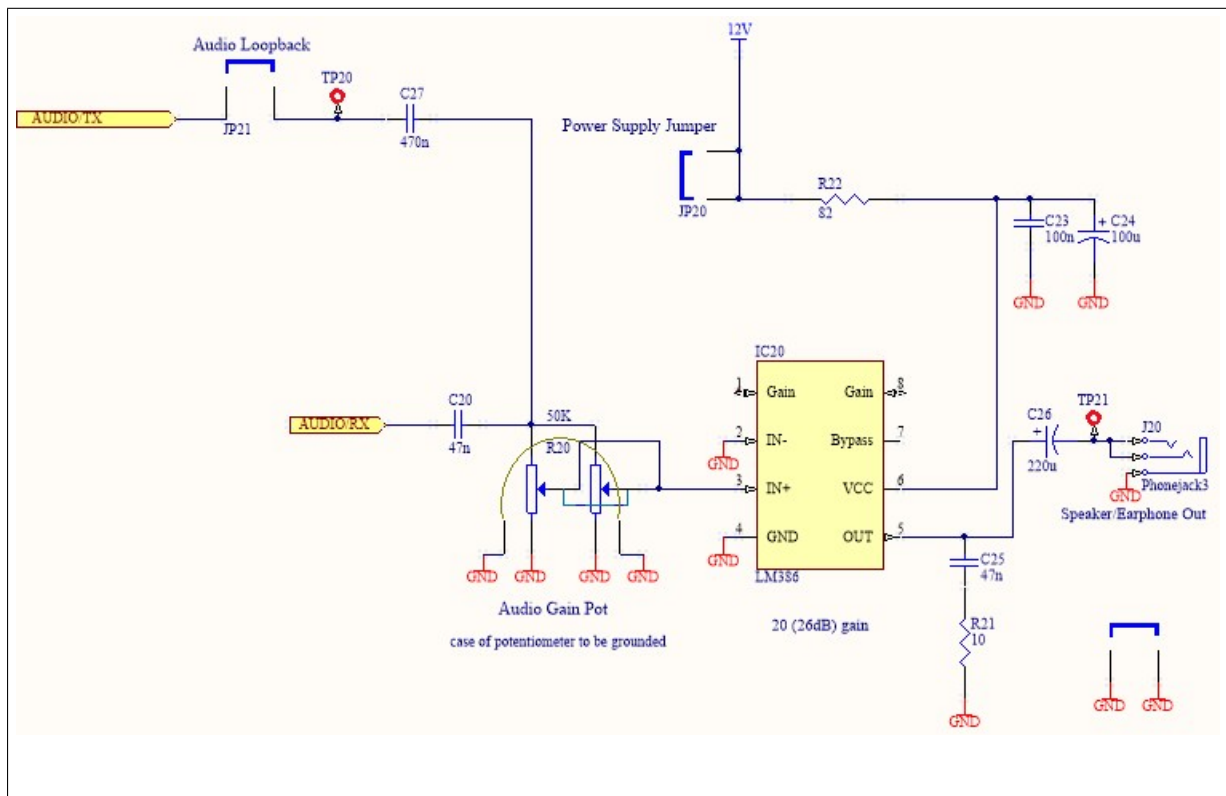 12V
Audio Loopback
TP20
C27
AUDIO/TX
JP21
470n
Power Supply Jumper
R22
JP20
82
C23
100n
+ C24
100u
GND
GND
IC20
1
Gain
Gain
8
C20
50K
TP21
AUDIO/RX
2
IN-
Bypass
7
C26
+
J20
47n
R20
GND
220u
3
IN+
VCC
6
GND
Phonejack3
Speaker/Earphone Out
4
GND
OUT
5
GND
C25
47n
GND
GND
GND
GND
LM386
Audio Gain Pot
20 (26dB) gain
R21
10
case of potentiometer to be grounded
GND
GND
GND